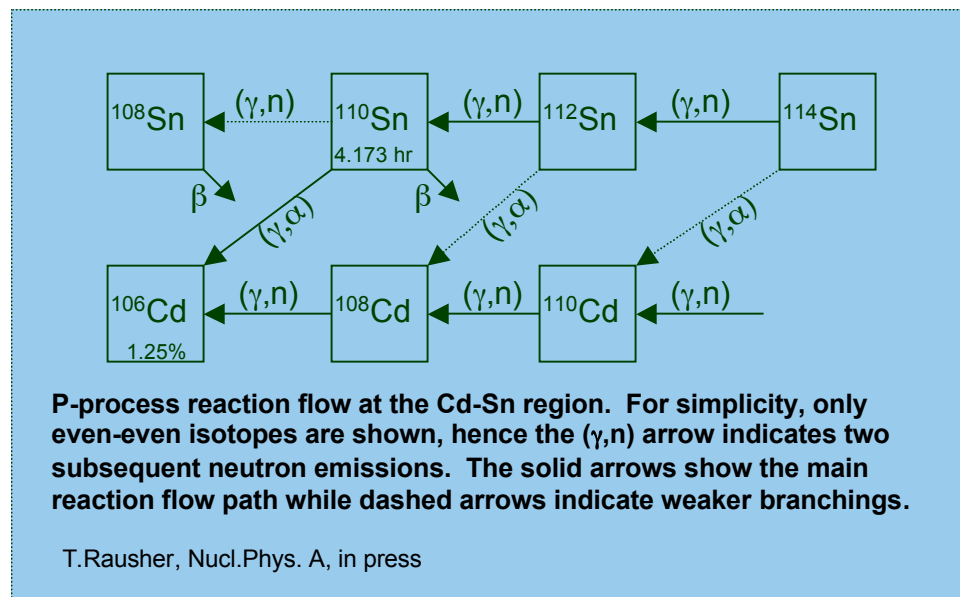 (γ,n) (γ,n) (γ,n)
¹⁰⁸Sn ¹¹⁰Sn ¹¹²Sn ¹¹⁴Sn
4.173 hr
β β
(γ,α) (γ,α) (γ,α)
(γ,n) (γ,n) (γ,n)
¹⁰⁶Cd ¹⁰⁸Cd ¹¹⁰Cd
1.25%
P-process reaction flow at the Cd-Sn region. For simplicity, only
even-even isotopes are shown, hence the (γ,n) arrow indicates two
subsequent neutron emissions. The solid arrows show the main
reaction flow path while dashed arrows indicate weaker branchings.
T.Rausher, Nucl.Phys. A, in press